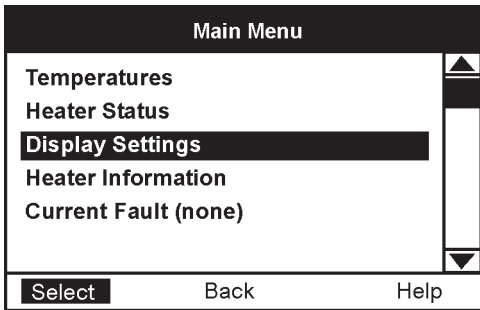 Main Menu
Temperatures
Heater Status
Display Settings
Heater Information
Current Fault (none)
Select Back Help